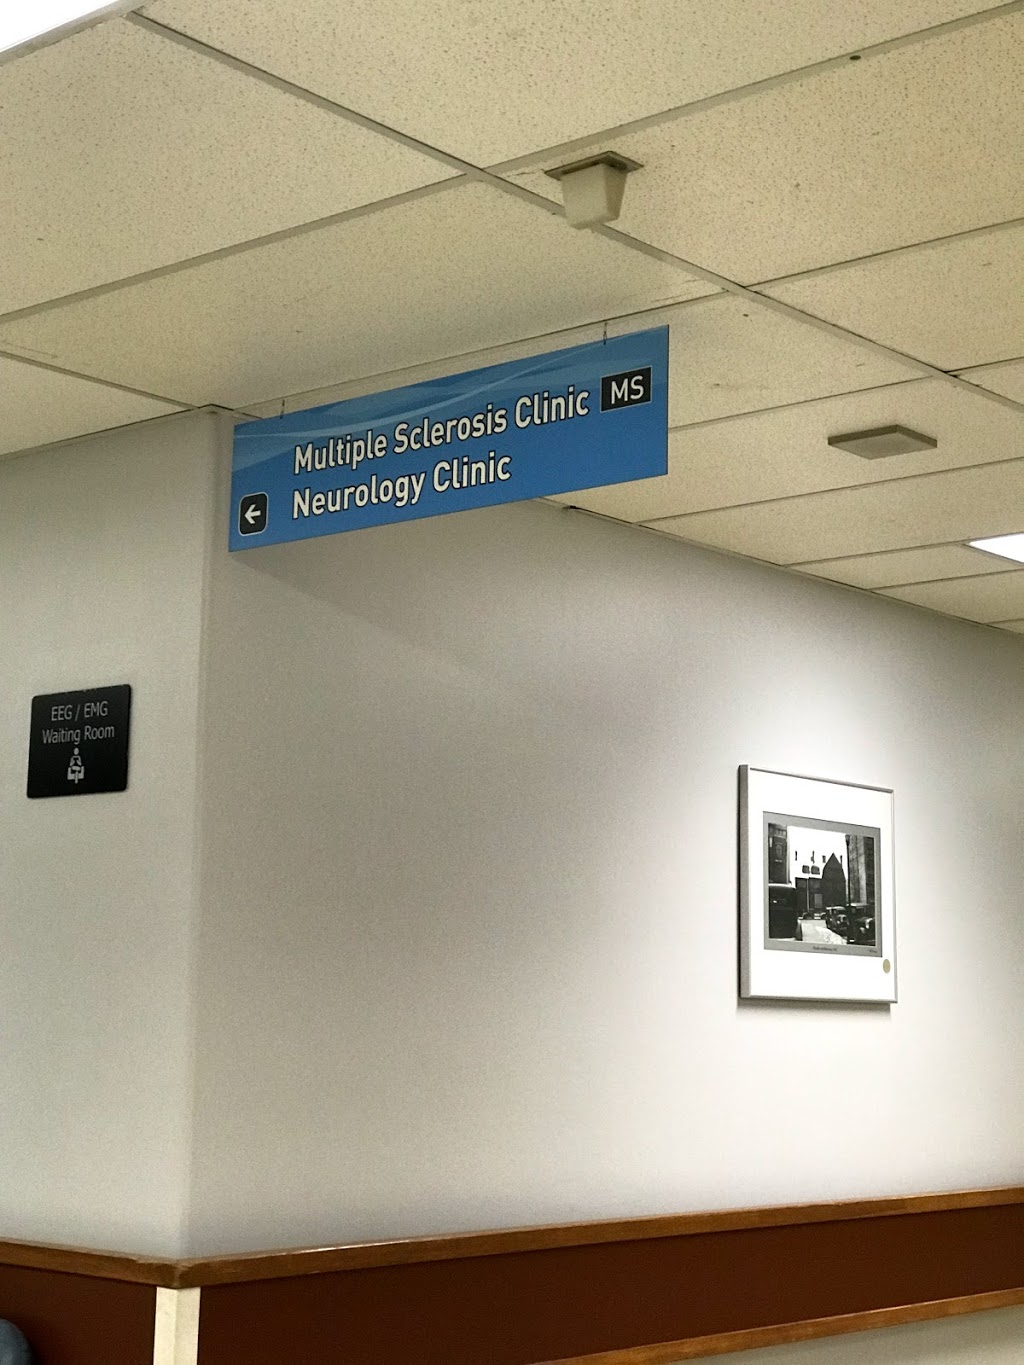 Multiple Sclerosis Clinic MS
Neurology Clinic
EEG / EMG
Waiting Room